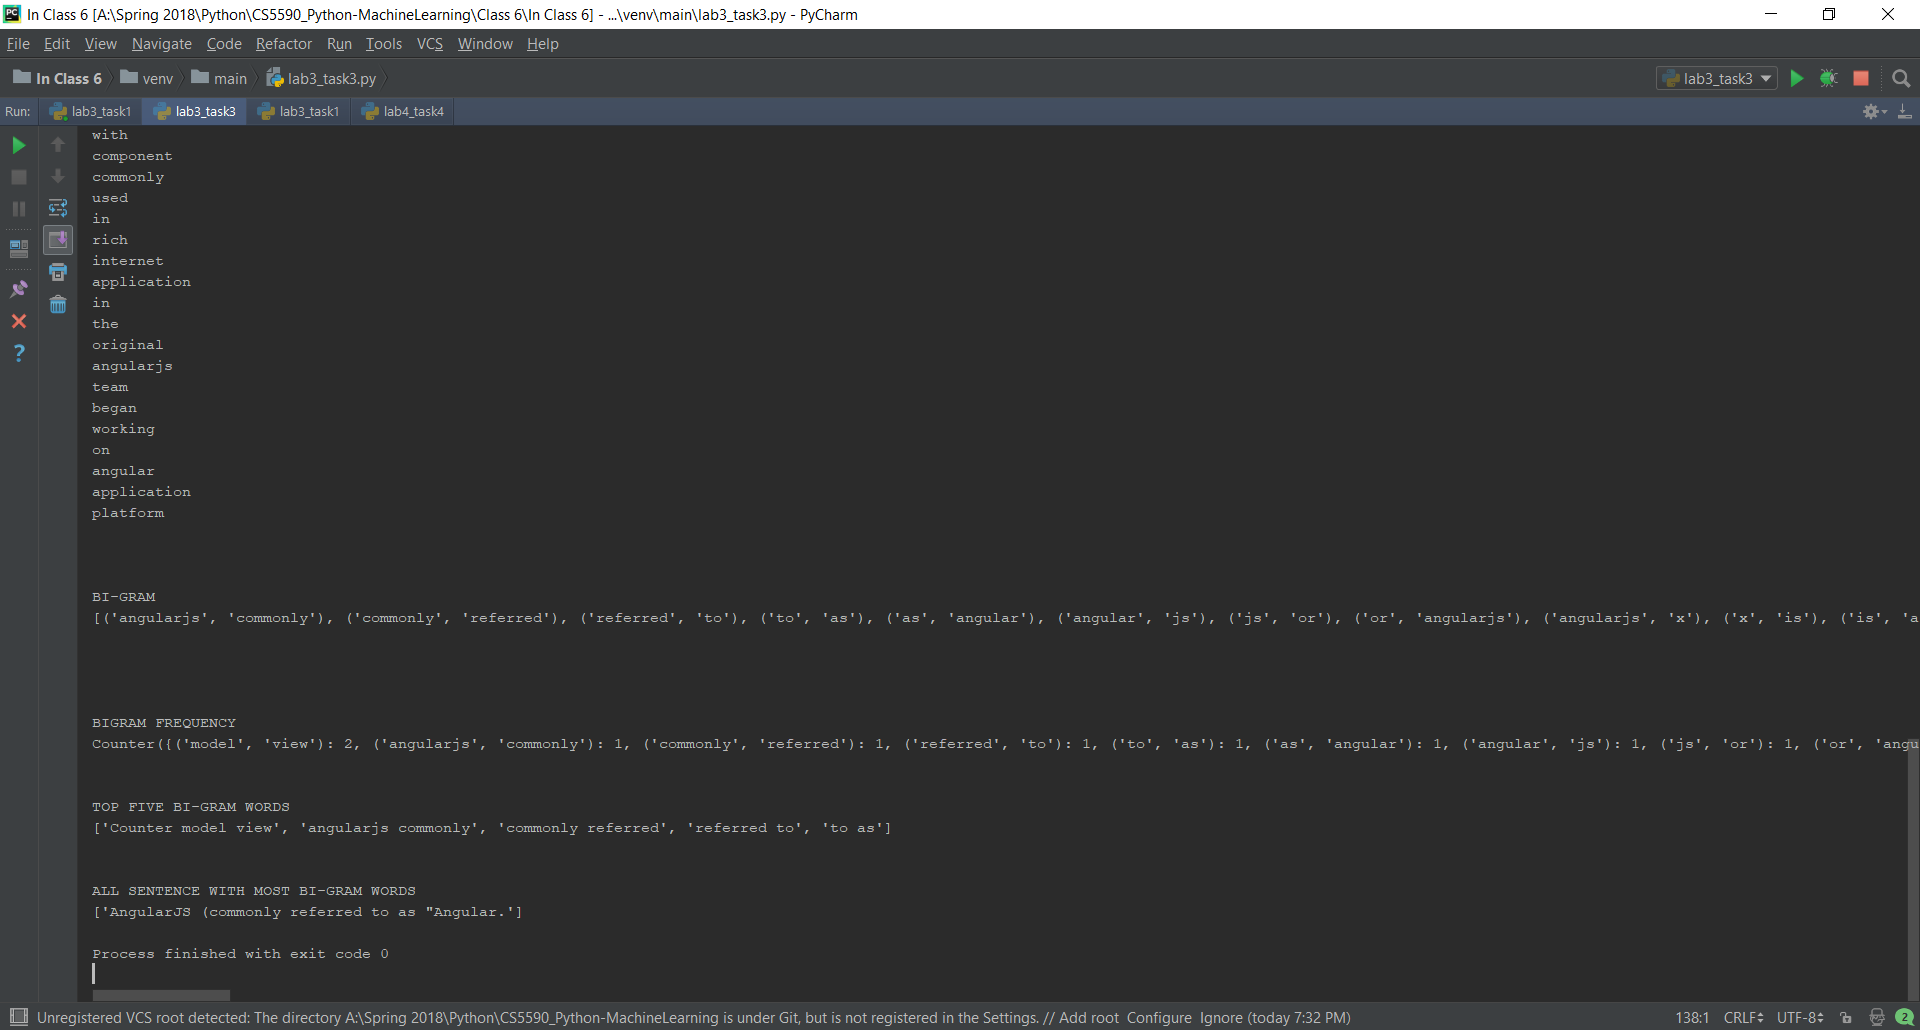 PC In Class 6 [A:\Spring 2018\Python\CS5590_Python-MachineLearning\Class 6\In Class 6] - ...\venv\main\lab3_task3.py - PyCharm
File Edit View Navigate Code Refactor Run Tools VCS Window Help
In Class 6 venv main lab3_task3.py lab3_task3
Run: lab3_task1 lab3_task3 lab3_task1 lab4_task4
with
component
commonly
used
in
rich
internet
application
in
the
original
angularjs
team
began
working
on
angular
application
platform
BI-GRAM
[('angularjs', 'commonly'), ('commonly', 'referred'), ('referred', 'to'), ('to', 'as'), ('as', 'angular'), ('angular', 'js'), ('js', 'or'), ('or', 'angularjs'), ('angularjs', 'x'), ('x', 'is'), ('is', 'a
BIGRAM FREQUENCY
Counter({('model', 'view'): 2, ('angularjs', 'commonly'): 1, ('commonly', 'referred'): 1, ('referred', 'to'): 1, ('to', 'as'): 1, ('as', 'angular'): 1, ('angular', 'js'): 1, ('js', 'or'): 1, ('or', 'angu
TOP FIVE BI-GRAM WORDS
['Counter model view', 'angularjs commonly', 'commonly referred', 'referred to', 'to as']
ALL SENTENCE WITH MOST BI-GRAM WORDS
['AngularJS (commonly referred to as "Angular.']
Process finished with exit code 0
Unregistered VCS root detected: The directory A:\Spring 2018\Python\CS5590_Python-MachineLearning is under Git, but is not registered in the Settings. // Add root Configure Ignore (today 7:32 PM) 138:1 CRLF UTF-8 2